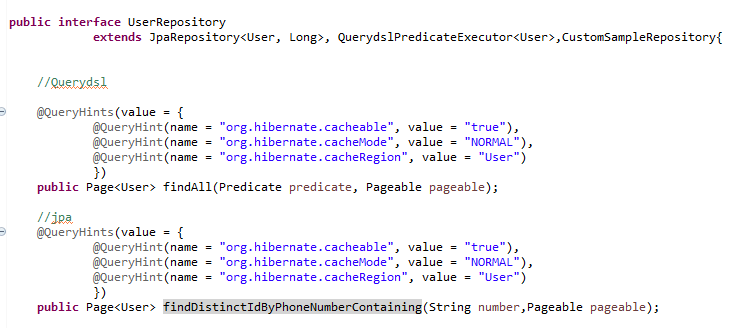 public interface UserRepository
extends JpaRepository<User, Long>, QuerydslPredicateExecutor<User>,CustomSampleRepository{
//Querydsl
@QueryHints(value = {
@QueryHint(name = "org.hibernate.cacheable", value = "true"),
@QueryHint(name = "org.hibernate.cacheMode", value = "NORMAL"),
@QueryHint(name = "org.hibernate.cacheRegion", value = "User")
})
public Page<User> findAll(Predicate predicate, Pageable pageable);
//jpa
@QueryHints(value = {
@QueryHint(name = "org.hibernate.cacheable", value = "true"),
@QueryHint(name = "org.hibernate.cacheMode", value = "NORMAL"),
@QueryHint(name = "org.hibernate.cacheRegion", value = "User")
})
public Page<User> findDistinctIdByPhoneNumberContaining(String number,Pageable pageable);